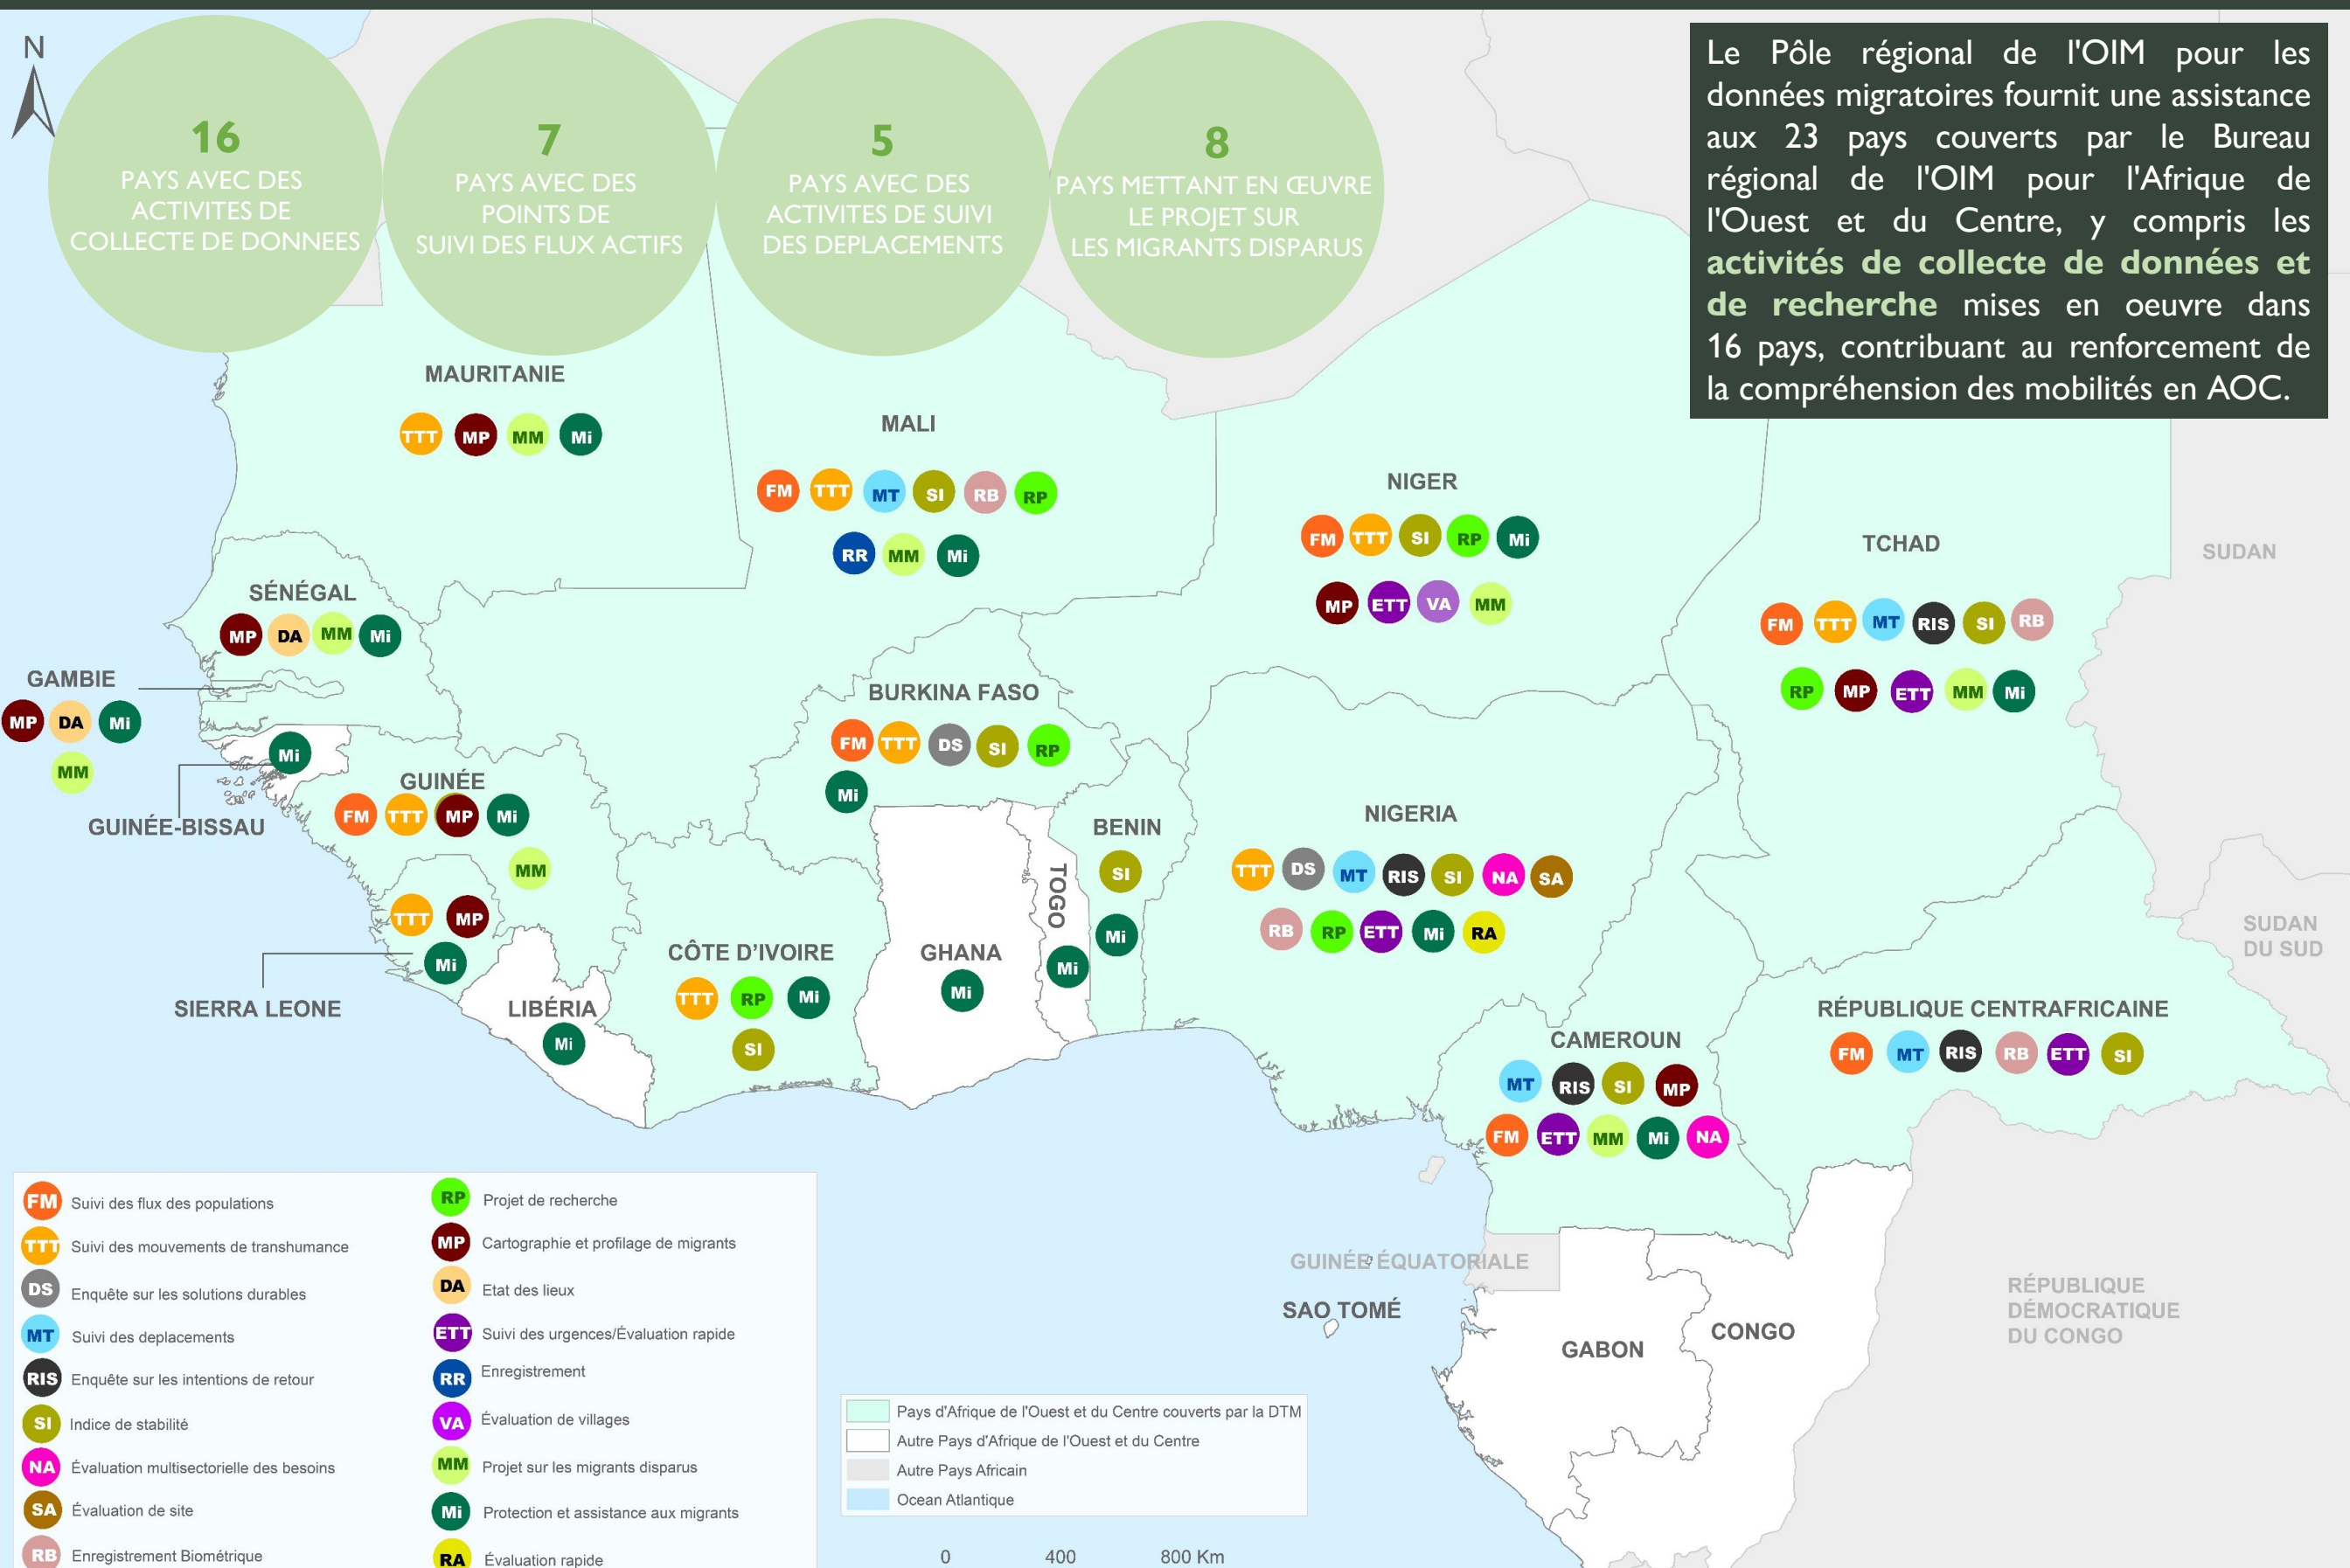 N
16
PAYS AVEC DES
ACTIVITES DE
COLLECTE DE DONNEES
7
PAYS AVEC DES
POINTS DE
SUIVI DES FLUX ACTIFS
5
PAYS AVEC DES
ACTIVITES DE SUIVI
DES DEPLACEMENTS
8
PAYS METTANT EN ŒUVRE
LE PROJET SUR
LES MIGRANTS DISPARUS
Le Pôle régional de l'OIM pour les
données migratoires fournit une assistance
aux 23 pays couverts par le Bureau
régional de l'OIM pour l'Afrique de
l'Ouest et du Centre, y compris les
activités de collecte de données et
de recherche mises en oeuvre dans
16 pays, contribuant au renforcement de
la compréhension des mobilités en AOC.
MAURITANIE
TTT MP MM Mi
MALI
FM TTT MT SI RB RP
RR MM Mi
NIGER
FM TTT SI RP Mi
MP ETT VA MM
TCHAD
FM TTT MT RIS SI RB
RP MP ETT MM Mi
SUDAN
SÉNÉGAL
MP DA MM Mi
GAMBIE
MP DA Mi
MM
Mi
GUINÉE-BISSAU
GUINÉE
FM TTT MP Mi
MM
BURKINA FASO
FM TTT DS SI RP
Mi
BENIN
SI
Mi
TOGO
Mi
NIGERIA
TTT DS MT RIS SI NA SA
RB RP ETT Mi RA
TTT MP
Mi
SIERRA LEONE
LIBÉRIA
Mi
CÔTE D'IVOIRE
TTT RP Mi
SI
GHANA
Mi
SUDAN
DU SUD
RÉPUBLIQUE CENTRAFRICAINE
FM MT RIS RB ETT SI
CAMEROUN
MT RIS SI MP
FM ETT MM Mi NA
GUINÉE ÉQUATORIALE
SAO TOMÉ
GABON
CONGO
RÉPUBLIQUE
DÉMOCRATIQUE
DU CONGO
FM Suivi des flux des populations
TTT Suivi des mouvements de transhumance
DS Enquête sur les solutions durables
MT Suivi des deplacements
RIS Enquête sur les intentions de retour
SI Indice de stabilité
NA Évaluation multisectorielle des besoins
SA Évaluation de site
RB Enregistrement Biométrique
RP Projet de recherche
MP Cartographie et profilage de migrants
DA Etat des lieux
ETT Suivi des urgences/Évaluation rapide
RR Enregistrement
VA Évaluation de villages
MM Projet sur les migrants disparus
Mi Protection et assistance aux migrants
RA Évaluation rapide
Pays d'Afrique de l'Ouest et du Centre couverts par la DTM
Autre Pays d'Afrique de l'Ouest et du Centre
Autre Pays Africain
Ocean Atlantique
0 400 800 Km